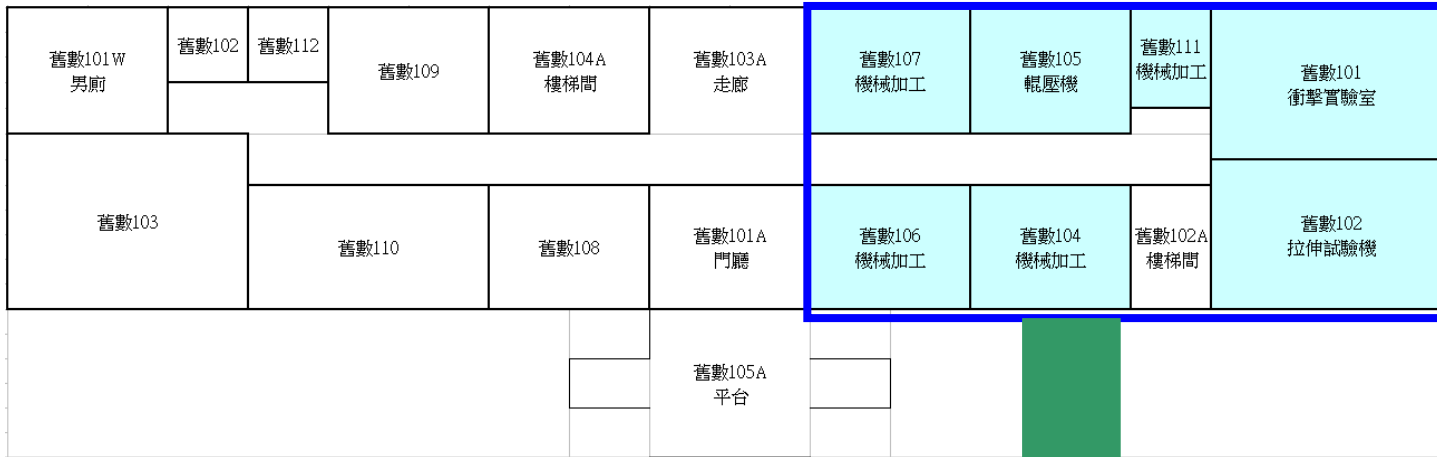 舊數101W
男廁
舊數102
舊數112
舊數109
舊數104A
樓梯間
舊數103A
走廊
舊數107
機械加工
舊數105
輥壓機
舊數111
機械加工
舊數101
衝擊實驗室
舊數103
舊數110
舊數108
舊數101A
門廳
舊數106
機械加工
舊數104
機械加工
舊數102A
樓梯間
舊數102
拉伸試驗機
舊數105A
平台